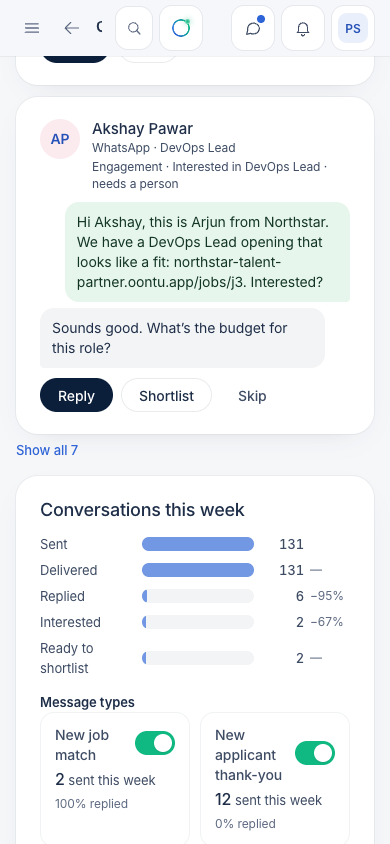 PS
AP
Akshay Pawar
WhatsApp · DevOps Lead
Engagement · Interested in DevOps Lead ·
needs a person
Hi Akshay, this is Arjun from Northstar.
We have a DevOps Lead opening that
looks like a fit: northstar-talent-
partner.oontu.app/jobs/j3. Interested?
Sounds good. What's the budget for
this role?
Reply Shortlist Skip
Show all 7
Conversations this week
Sent 131
Delivered 131 —
Replied 6 −95%
Interested 2 −67%
Ready to
shortlist 2 —
Message types
New job
match
2 sent this week
100% replied
New
applicant
thank-you
12 sent this week
0% replied